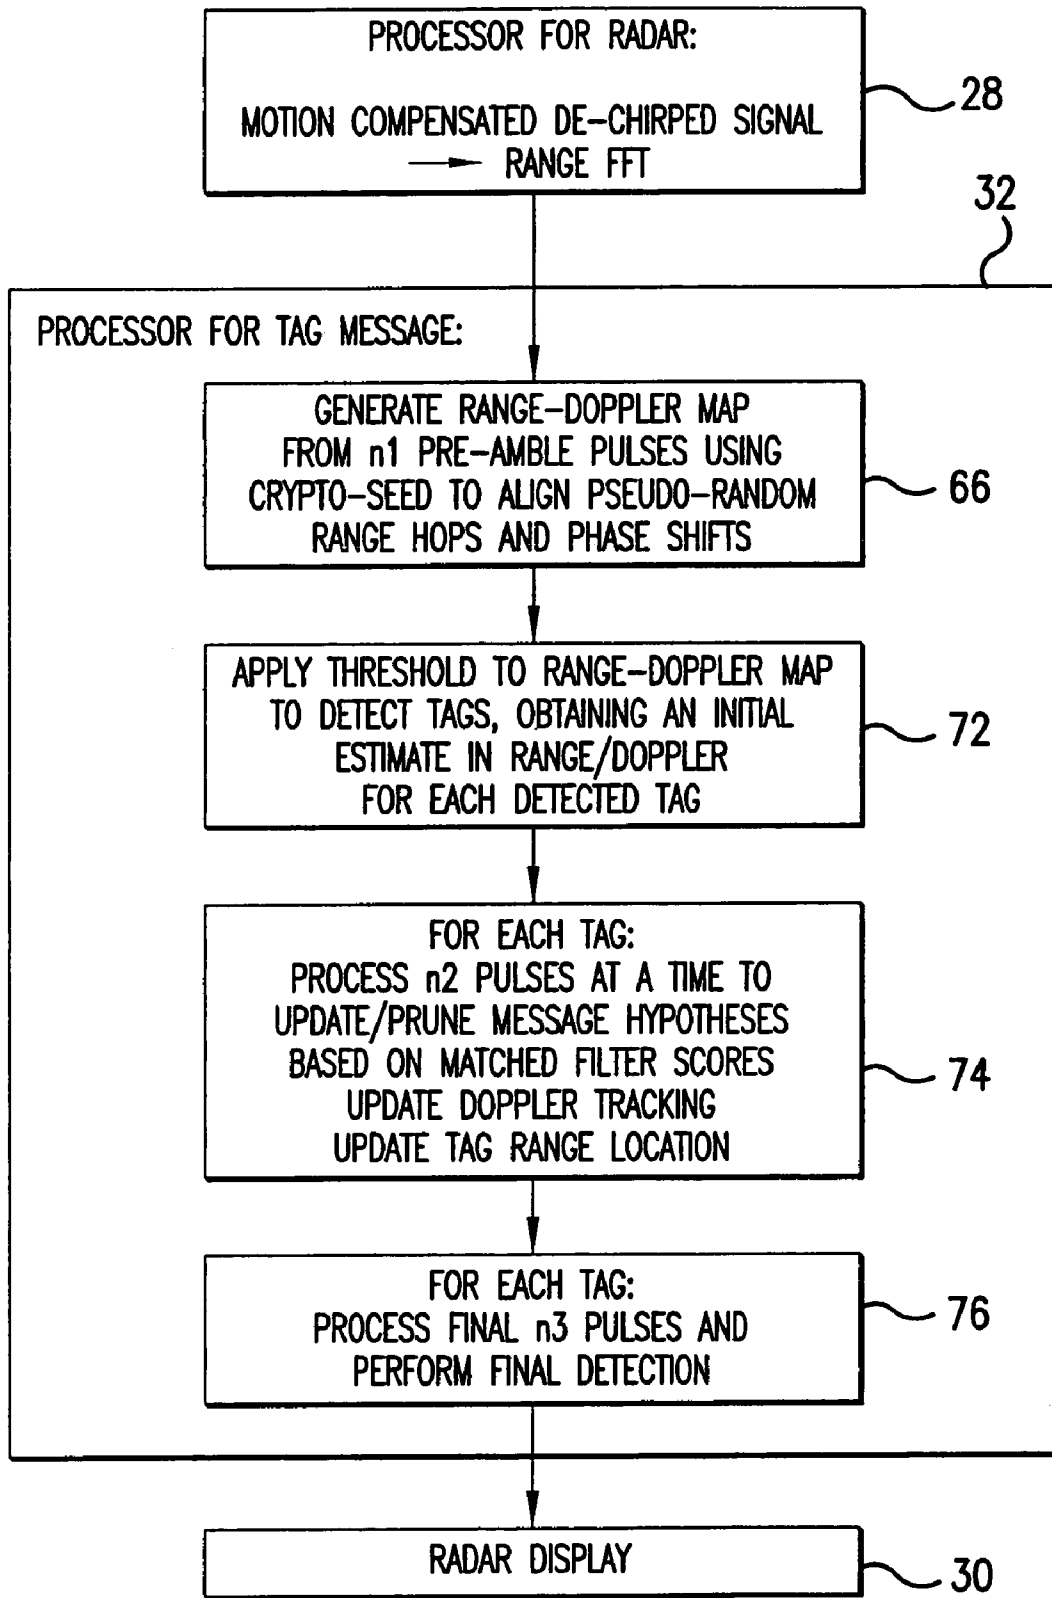 PROCESSOR FOR RADAR:
MOTION COMPENSATED DE-CHIRPED SIGNAL
→ RANGE FFT
28
32
PROCESSOR FOR TAG MESSAGE:
GENERATE RANGE-DOPPLER MAP
FROM n1 PRE-AMBLE PULSES USING
CRYPTO-SEED TO ALIGN PSEUDO-RANDOM
RANGE HOPS AND PHASE SHIFTS
66
APPLY THRESHOLD TO RANGE-DOPPLER MAP
TO DETECT TAGS, OBTAINING AN INITIAL
ESTIMATE IN RANGE/DOPPLER
FOR EACH DETECTED TAG
72
FOR EACH TAG:
PROCESS n2 PULSES AT A TIME TO
UPDATE/PRUNE MESSAGE HYPOTHESES
BASED ON MATCHED FILTER SCORES
UPDATE DOPPLER TRACKING
UPDATE TAG RANGE LOCATION
74
FOR EACH TAG:
PROCESS FINAL n3 PULSES AND
PERFORM FINAL DETECTION
76
RADAR DISPLAY
30